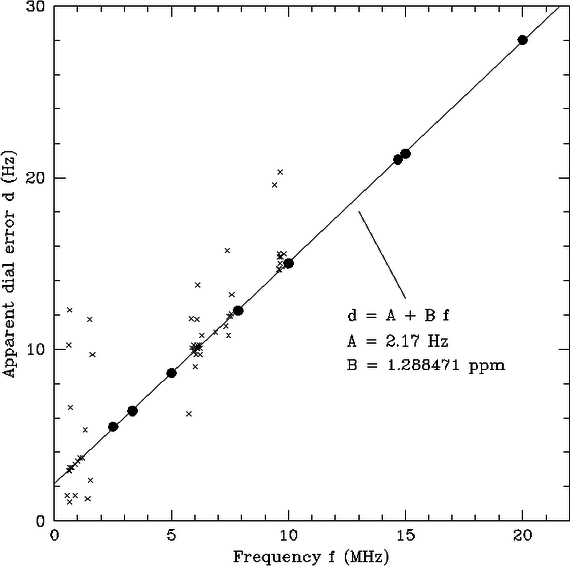 30
20
10
0
Apparent dial error d (Hz)
d = A + B f
A = 2.17 Hz
B = 1.288471 ppm
0 5 10 15 20
Frequency f (MHz)